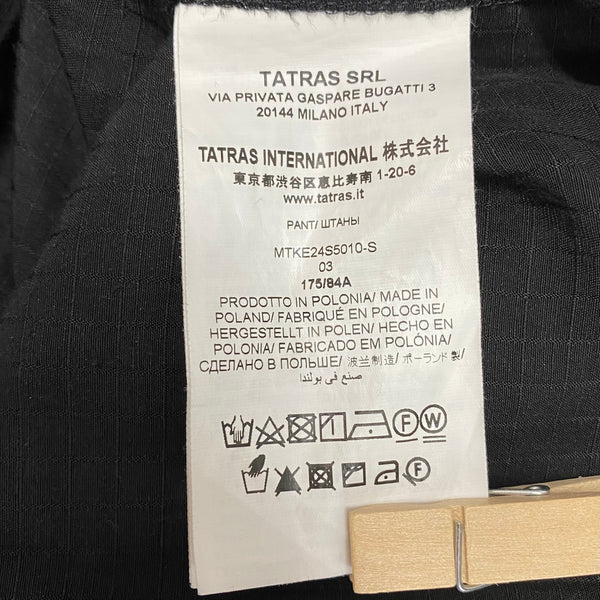 TATRAS SRL
VIA PRIVATA GASPARE BUGATTI 3
20144 MILANO ITALY
TATRAS INTERNATIONAL 株式会社
東京都渋谷区恵比寿南 1-20-6
www.tatras.it
PANT/ ШТАНЫ
MTKE24S5010-S
03
175/84A
PRODOTTO IN POLONIA/ MADE IN
POLAND/ FABRIQUÉ EN POLOGNE/
HERGESTELLT IN POLEN/ HECHO EN
POLONIA/ FABRICADO EM POLÓNIA/
СДЕЛАНО В ПОЛЬШЕ/ 波兰制造/ ポーランド製/
صنع في بولندا
F W
F